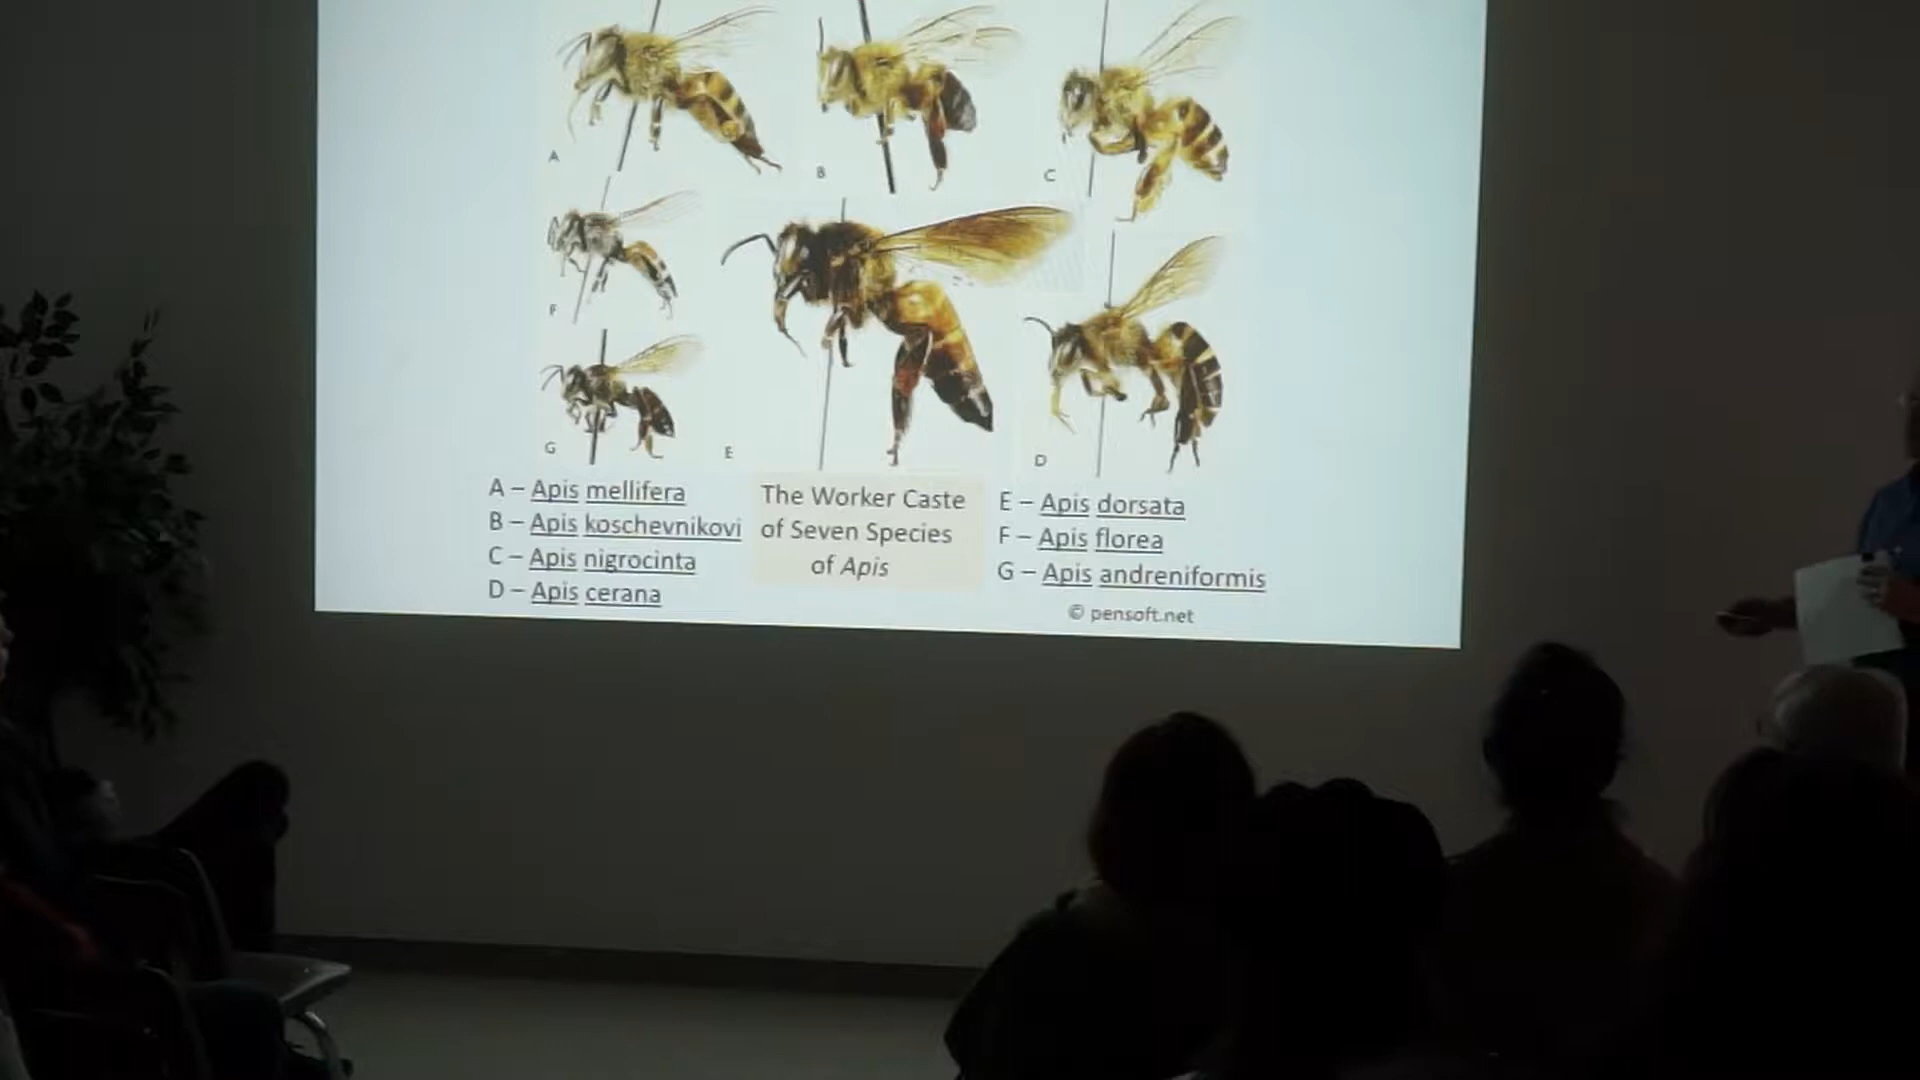 A
B
C
F
G
E
D
A – Apis mellifera
B – Apis koschevnikovi
C – Apis nigrocinta
D – Apis cerana
The Worker Caste
of Seven Species
of Apis
E – Apis dorsata
F – Apis florea
G – Apis andreniformis
© pensoft.net